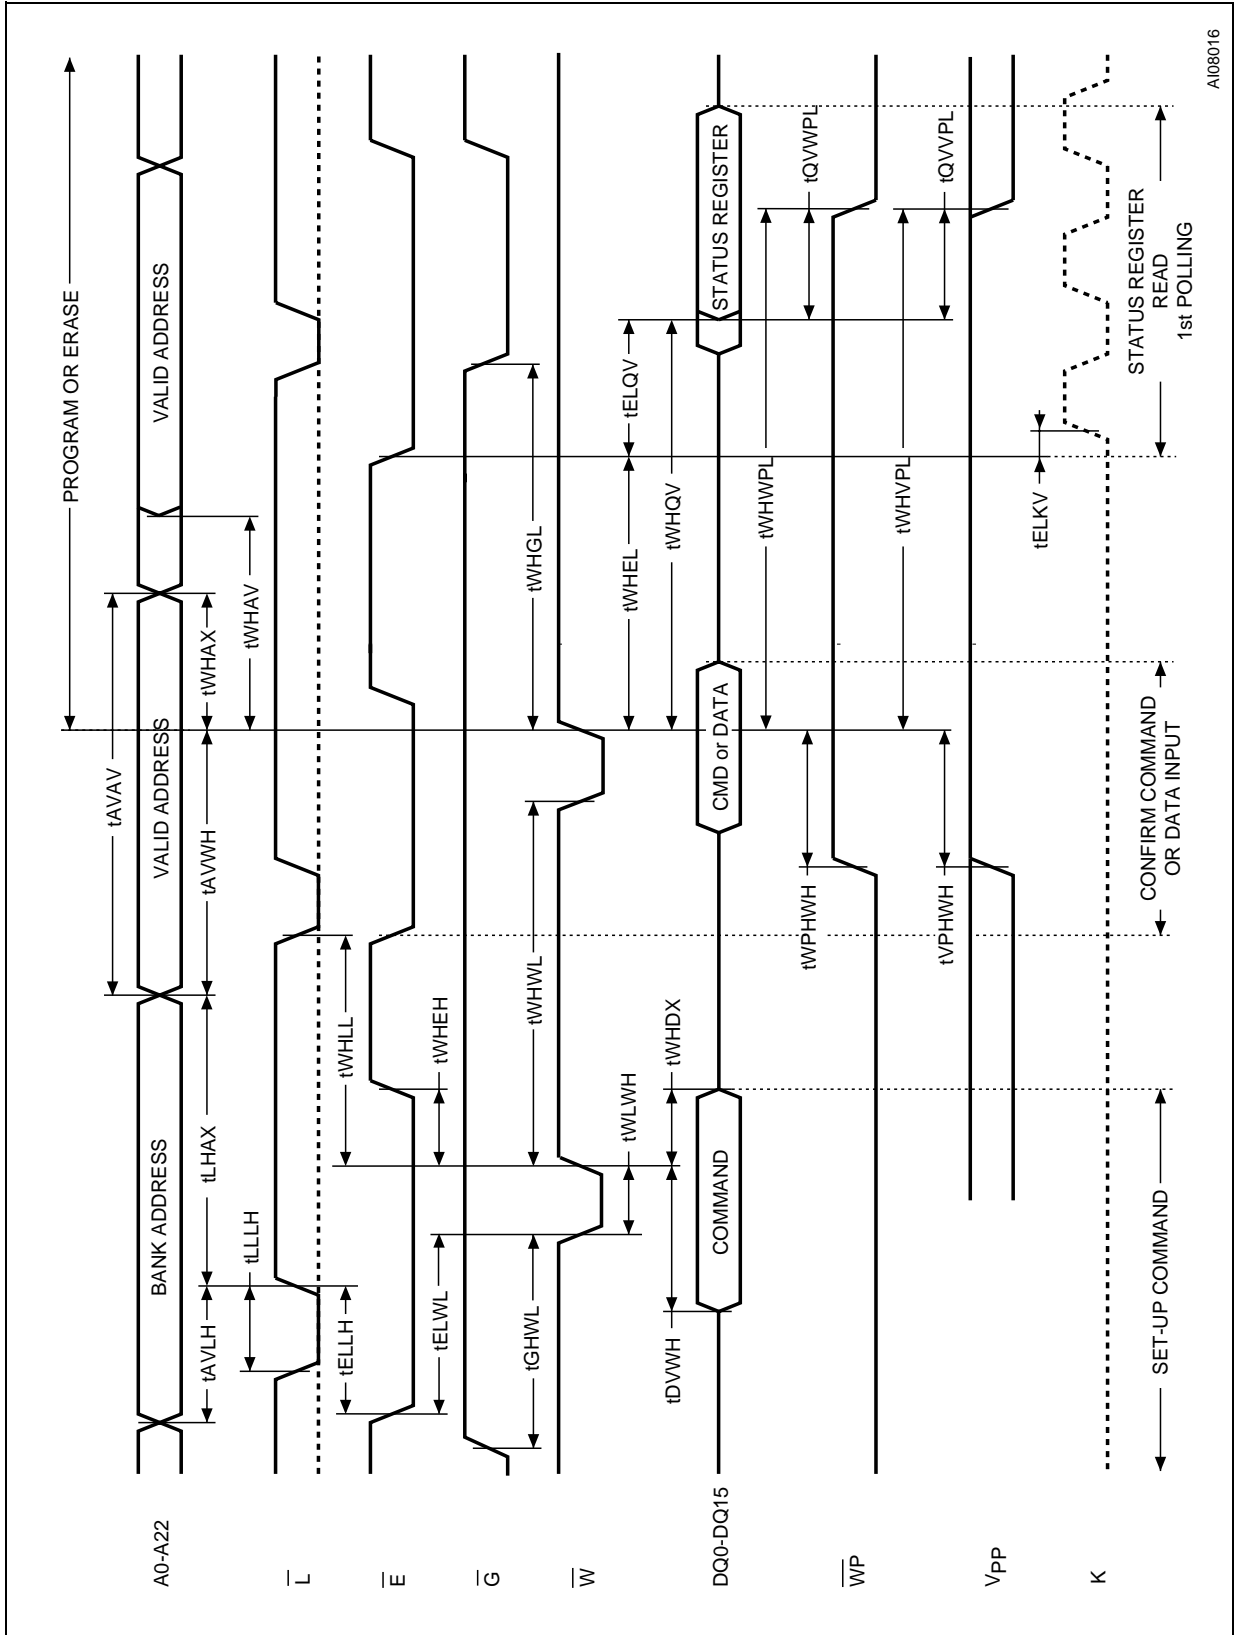 PROGRAM OR ERASE
tAVAV
A0-A22
BANK ADDRESS
VALID ADDRESS
VALID ADDRESS
tAVLH
tLHAX
tAVWH
tWHAX
tLLLH
tWHAV
L
tELLH
tWHLL
E
tELWL
tWHEH
G
tGHWL
tWHWL
tWHGL
W
tWLWH
tWHEL
tELQV
tDVWH
tWHDX
tWHQV
DQ0-DQ15
COMMAND
CMD or DATA
STATUS REGISTER
tWHWPL
tWPHWH
tQVWPL
WP
tWHVPL
tVPHWH
tQVVPL
VPP
tELKV
K
SET-UP COMMAND
CONFIRM COMMAND
OR DATA INPUT
STATUS REGISTER
READ
1st POLLING
AI08016